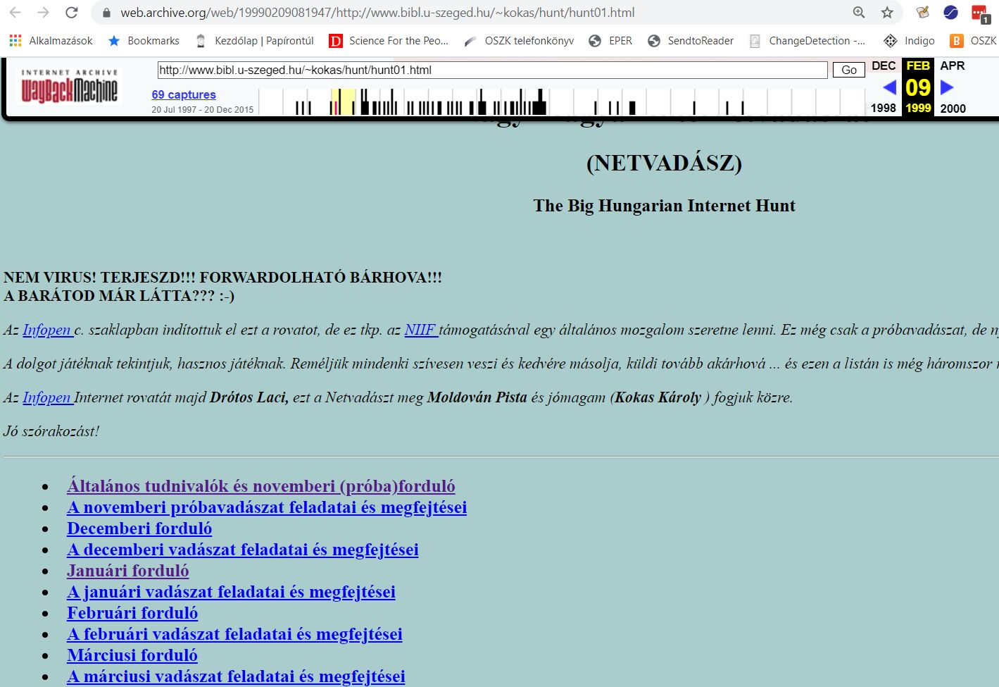 web.archive.org/web/19990209081947/http://www.bibl.u-szeged.hu/~kokas/hunt/hunt01.html
1
Alkalmazások Bookmarks Kezdőlap | Papírontúl D Science For the Peo... OSZK telefonkönyv EPER SendtoReader ChangeDetection -... Indigo B OSZK
INTERNET ARCHIVE
WayBackMachine
http://www.bibl.u-szeged.hu/~kokas/hunt/hunt01.html Go
69 captures
20 Jul 1997 - 20 Dec 2015
DEC FEB APR
09
1998 1999 2000
(NETVADÁSZ)
The Big Hungarian Internet Hunt
NEM VIRUS! TERJESZD!!! FORWARDOLHATÓ BÁRHOVA!!!
A BARÁTOD MÁR LÁTTA??? :-)
Az Infopen c. szaklapban indítottuk el ezt a rovatot, de ez tkp. az NIIF támogatásával egy általános mozgalom szeretne lenni. Ez még csak a próbavadászat, de
A dolgot játéknak tekintjuk, hasznos játéknak. Reméljük mindenki szívesen veszi és kedvére másolja, küldi tovább akárhová ... és ezen a listán is még háromszor
Az Infopen Internet rovatát majd Drótos Laci, ezt a Netvadászt meg Moldován Pista és jómagam (Kokas Károly ) fogjuk közre.
Jó szórakozást!
Általános tudnivalók és novemberi (próba)forduló
A novemberi próbavadászat feladatai és megfejtései
Decemberi forduló
A decemberi vadászat feladatai és megfejtései
Januári forduló
A januári vadászat feladatai és megfejtései
Februári forduló
A februári vadászat feladatai és megfejtései
Márciusi forduló
A márciusi vadászat feladatai és megfejtései